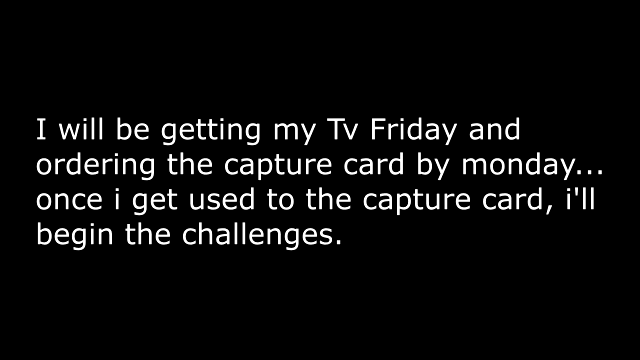 I will be getting my Tv Friday and
ordering the capture card by monday...
once i get used to the capture card, i'll
begin the challenges.